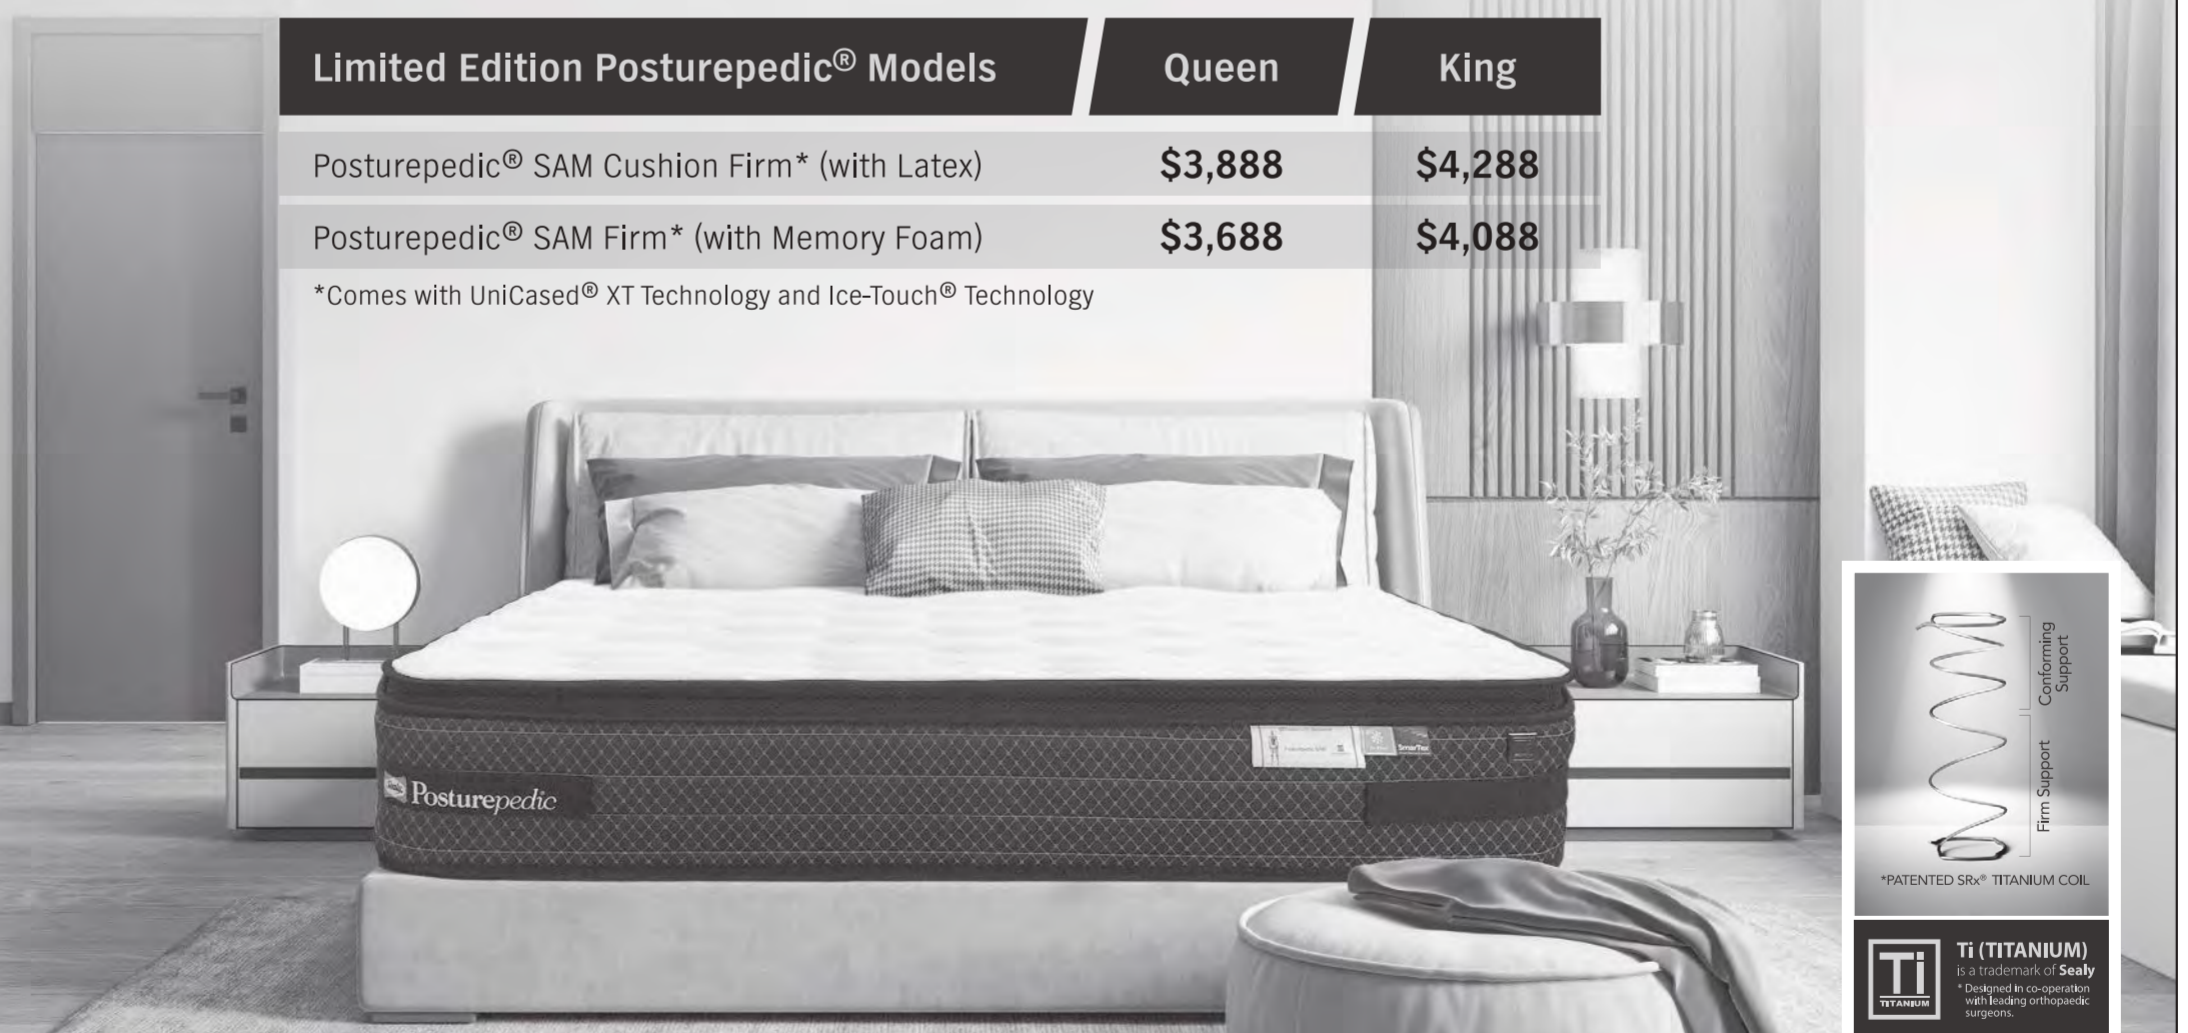 Limited Edition Posturepedic® Models Queen King
Posturepedic® SAM Cushion Firm* (with Latex) $3,888 $4,288
Posturepedic® SAM Firm* (with Memory Foam) $3,688 $4,088
*Comes with UniCased® XT Technology and Ice-Touch® Technology
SmarTex
Posturepedic
Conforming
Support
Firm Support
*PATENTED SRx® TITANIUM COIL
Ti
TITANIUM
Ti (TITANIUM)
is a trademark of Sealy
* Designed in co-operation
with leading orthopaedic
surgeons.